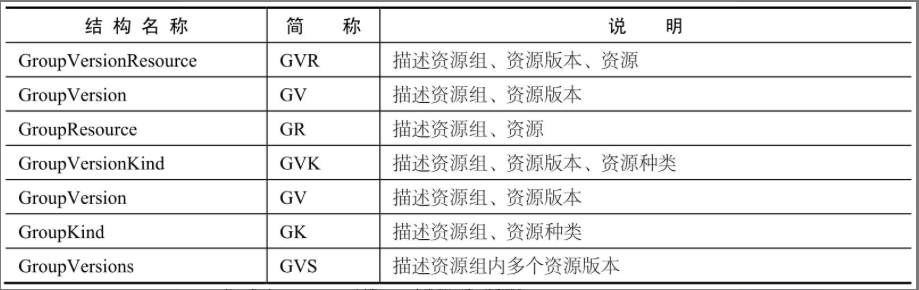 结构名称 简称 说明
GroupVersionResource GVR 描述资源组、资源版本、资源
GroupVersion GV 描述资源组、资源版本
GroupResource GR 描述资源组、资源
GroupVersionKind GVK 描述资源组、资源版本、资源种类
GroupVersion GV 描述资源组、资源版本
GroupKind GK 描述资源组、资源种类
GroupVersions GVS 描述资源组内多个资源版本